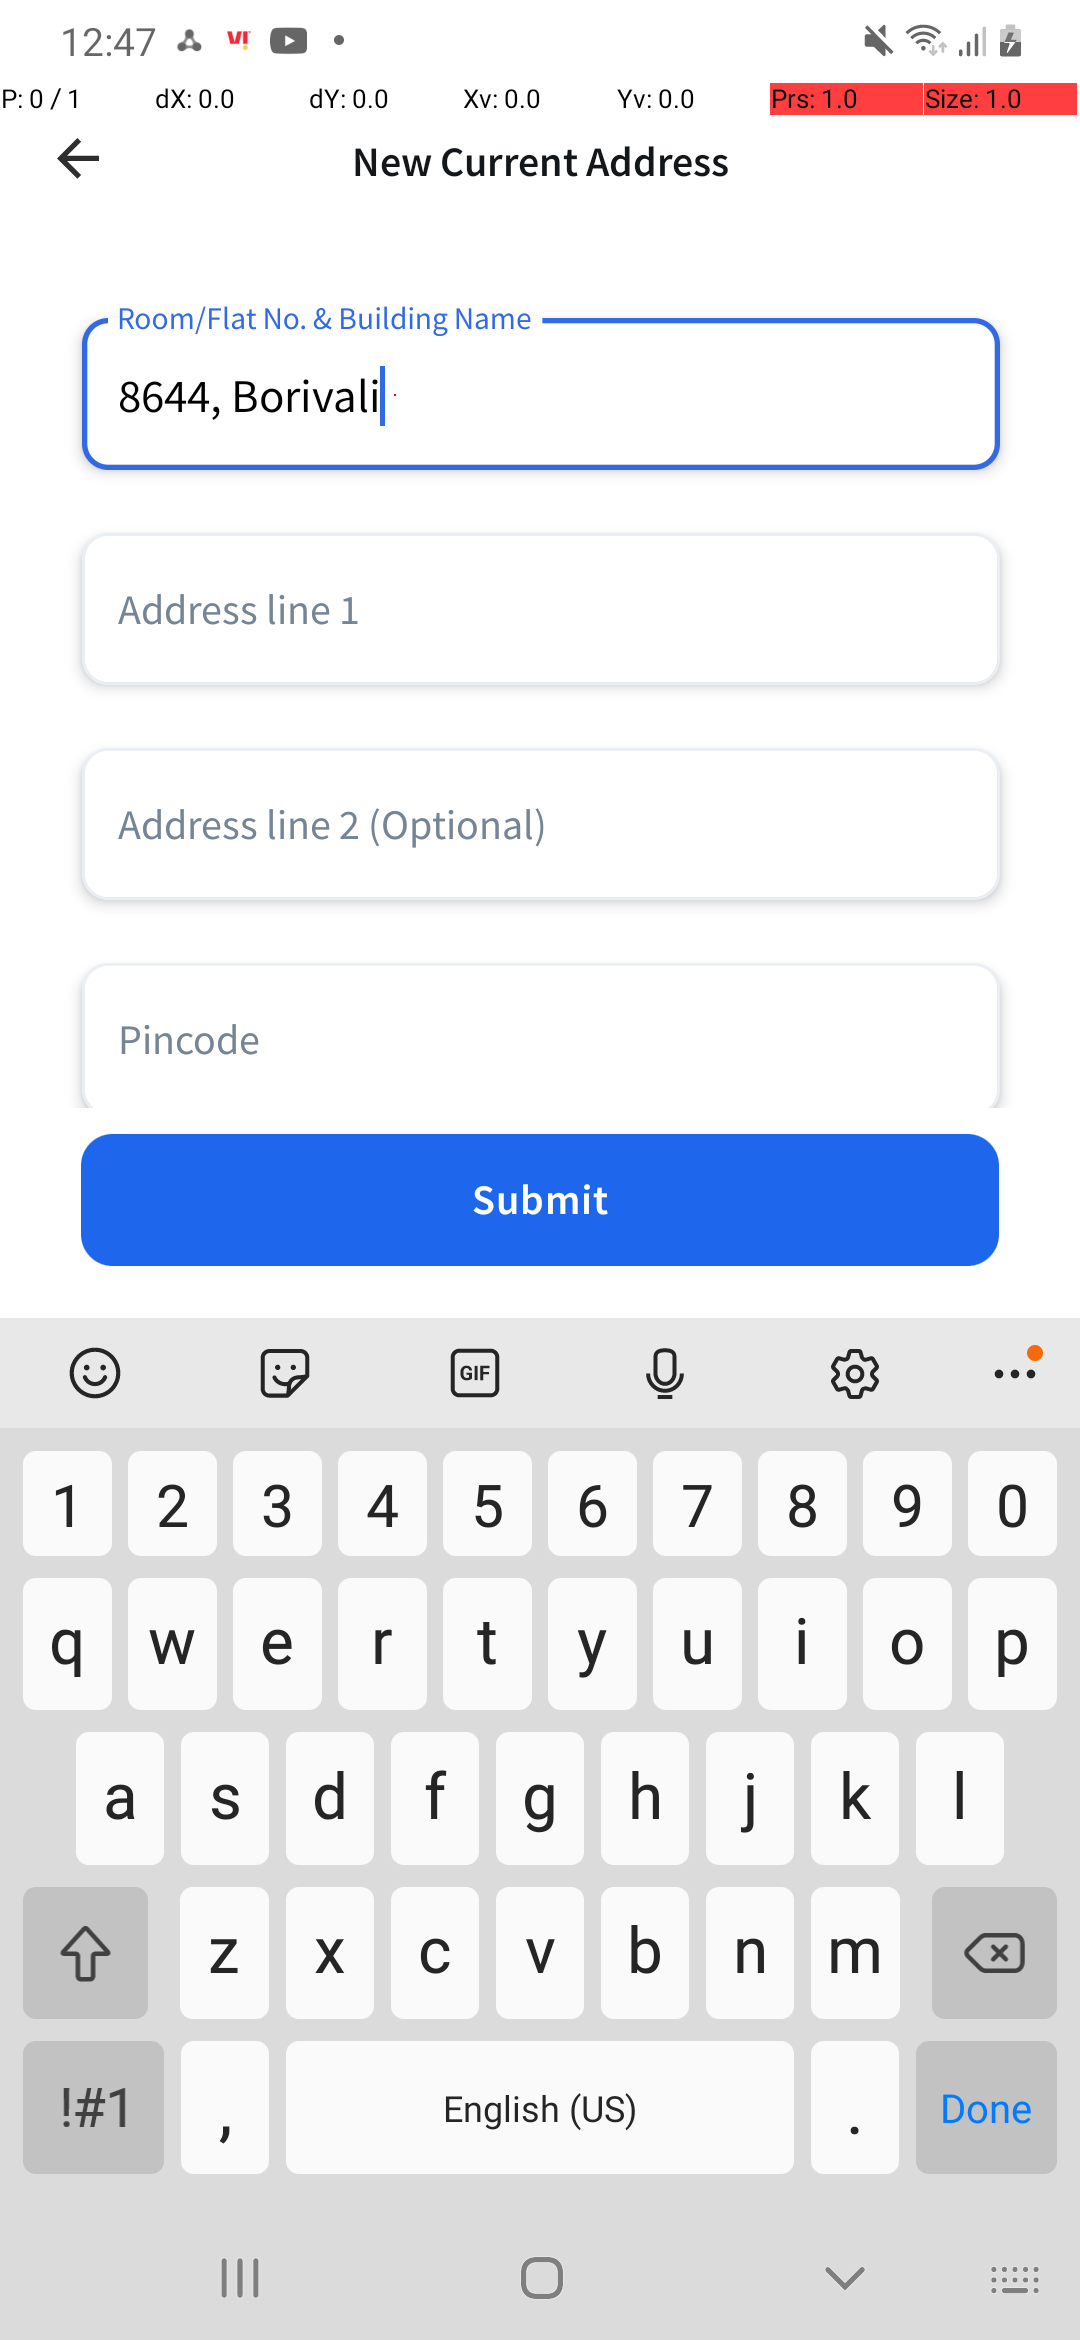 12:47
P: 0 / 1 dX: 0.0 dY: 0.0 Xv: 0.0 Yv: 0.0 Prs: 1.0 Size: 1.0
New Current Address
Room/Flat No. & Building Name
8644, Borivali
Address line 1
Address line 2 (Optional)
Pincode
Submit
GIF
1 2 3 4 5 6 7 8 9 0
q w e r t y u i o p
a s d f g h j k l
z x c v b n m
!#1 , English (US) . Done